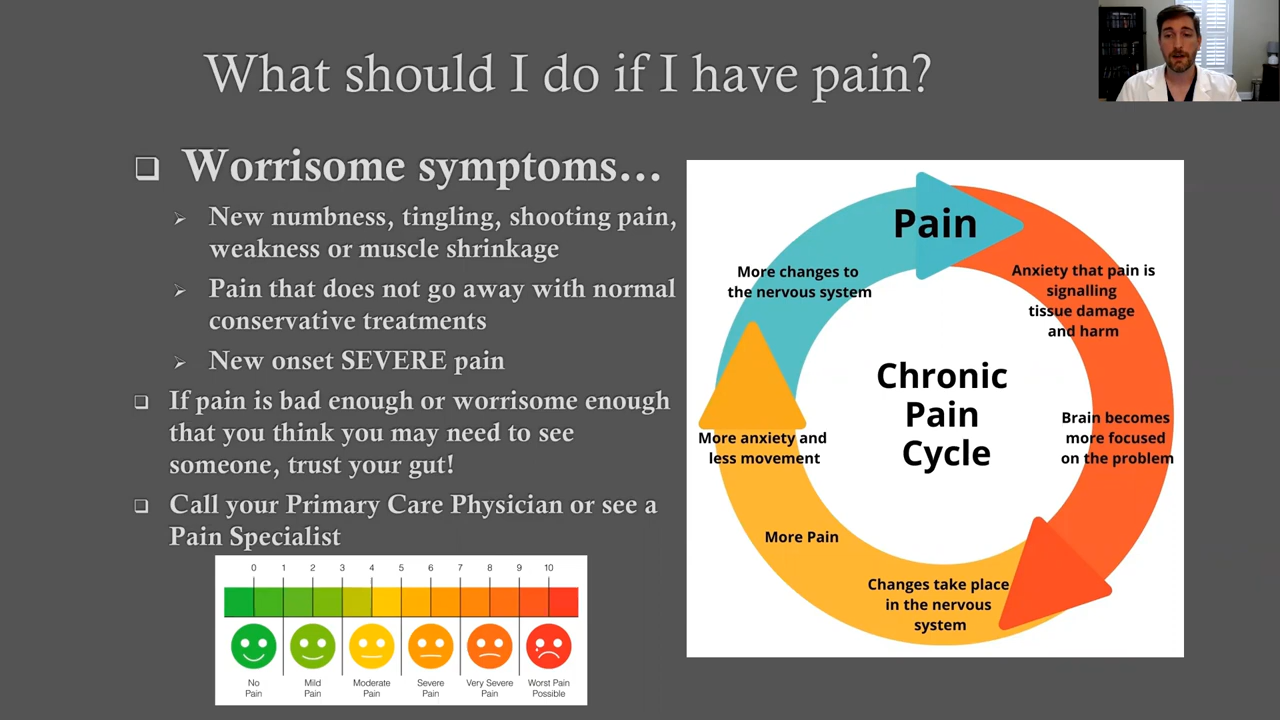 What should I do if I have pain?
Worrisome symptoms...
New numbness, tingling, shooting pain,
weakness or muscle shrinkage
Pain that does not go away with normal
conservative treatments
New onset SEVERE pain
If pain is bad enough or worrisome enough
that you think you may need to see
someone, trust your gut!
Call your Primary Care Physician or see a
Pain Specialist
0 1 2 3 4 5 6 7 8 9 10
No
Pain
Mild
Pain
Moderate
Pain
Severe
Pain
Very Severe
Pain
Worst Pain
Possible
Pain
Anxiety that pain is
signalling
tissue damage
and harm
Brain becomes
more focused
on the problem
Changes take place
in the nervous
system
More Pain
More anxiety and
less movement
More changes to
the nervous system
Chronic
Pain
Cycle